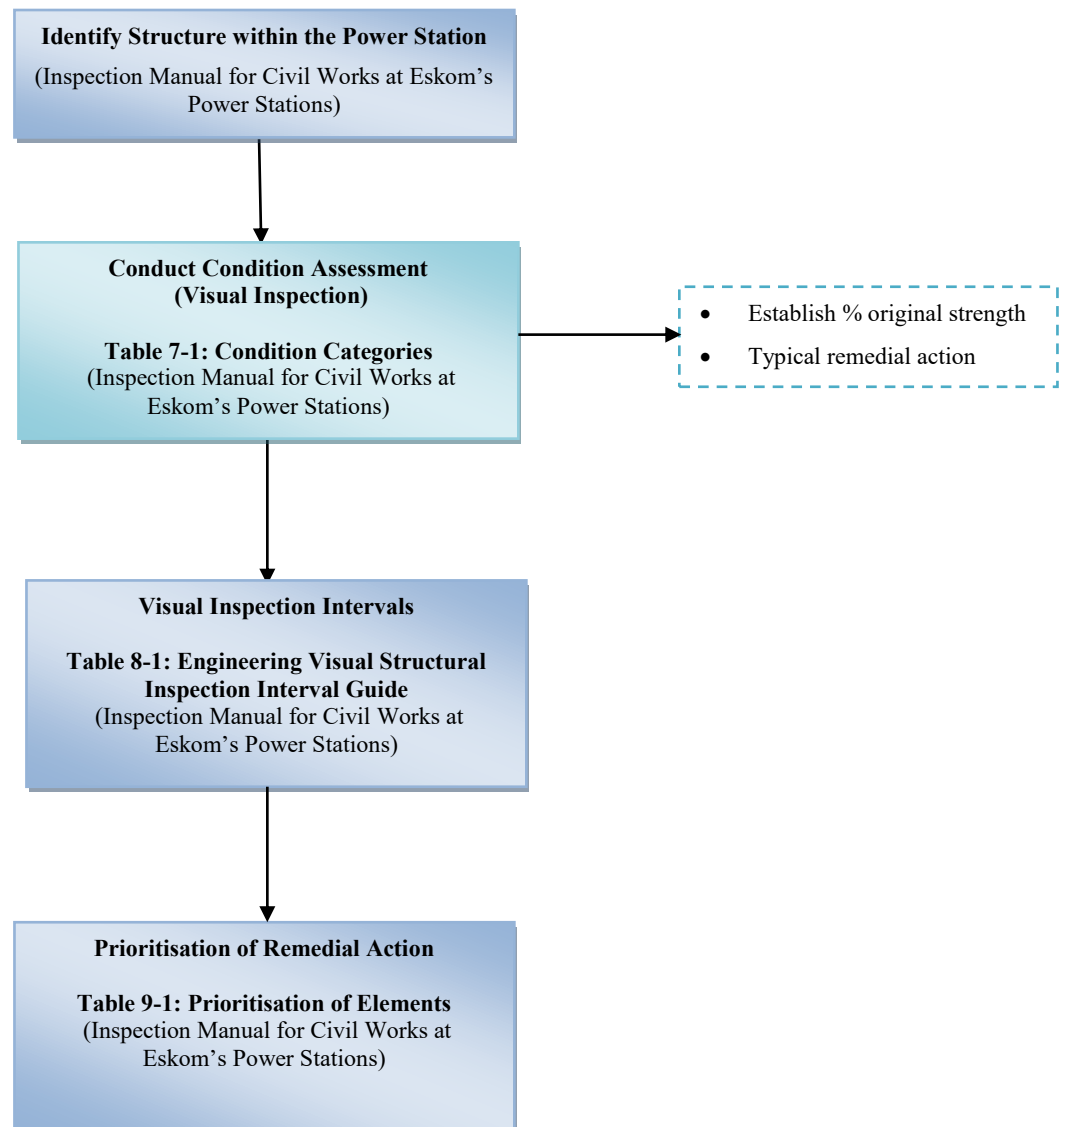 Identify Structure within the Power Station
(Inspection Manual for Civil Works at Eskom’s
Power Stations)
Conduct Condition Assessment
(Visual Inspection)
Table 7-1: Condition Categories
(Inspection Manual for Civil Works at
Eskom’s Power Stations)
• Establish % original strength
• Typical remedial action
Visual Inspection Intervals
Table 8-1: Engineering Visual Structural
Inspection Interval Guide
(Inspection Manual for Civil Works at
Eskom’s Power Stations)
Prioritisation of Remedial Action
Table 9-1: Prioritisation of Elements
(Inspection Manual for Civil Works at
Eskom’s Power Stations)